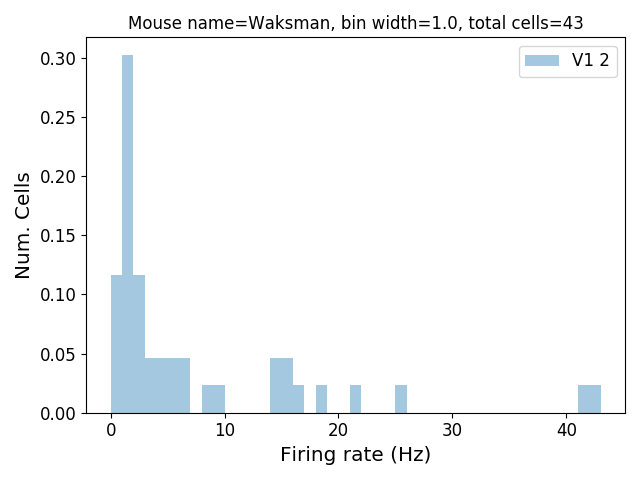 Mouse name=Waksman, bin width=1.0, total cells=43
V1 2
0.30
0.25
0.20
0.15
0.10
0.05
0.00
Num. Cells
0 10 20 30 40
Firing rate (Hz)